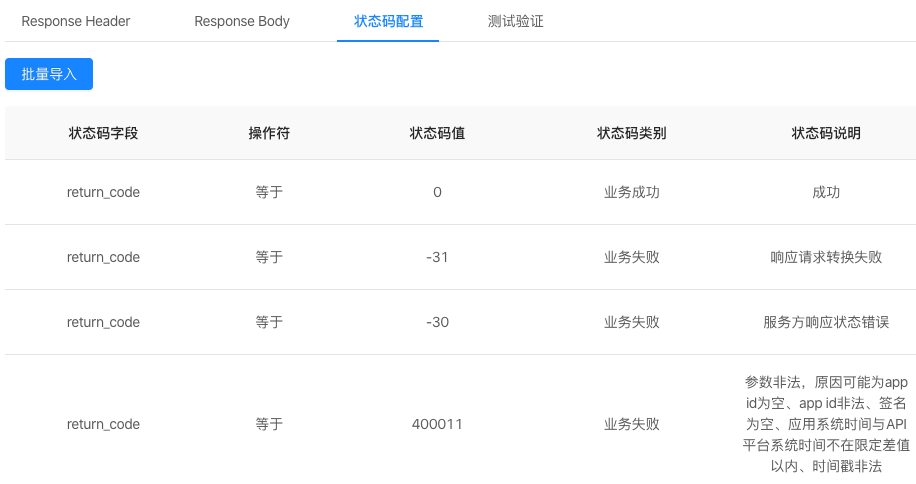 Response Header Response Body 状态码配置 测试验证
批量导入
状态码字段 操作符 状态码值 状态码类别 状态码说明
return_code 等于 0 业务成功 成功
return_code 等于 -31 业务失败 响应请求转换失败
return_code 等于 -30 业务失败 服务方响应状态错误
return_code 等于 400011 业务失败 参数非法，原因可能为app
id为空、app id非法、签名
为空、应用系统时间与API
平台系统时间不在限定差值
以内、时间戳非法